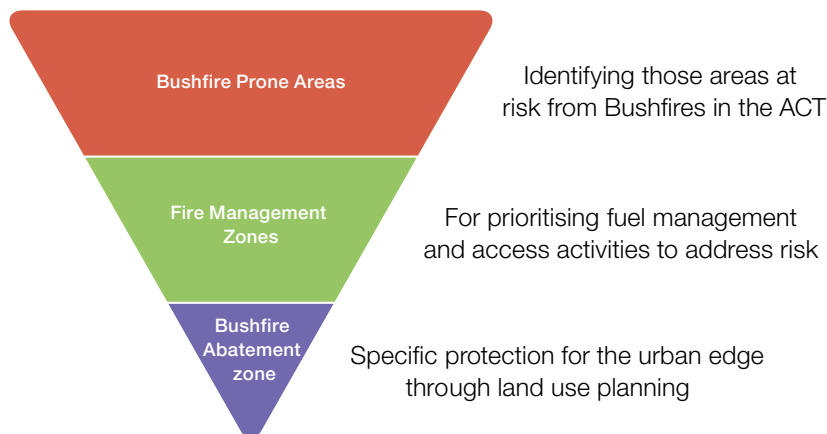 Bushfire Prone Areas
Identifying those areas at
risk from Bushfires in the ACT
Fire Management
Zones
For prioritising fuel management
and access activities to address risk
Bushfire
Abatement
zone
Specific protection for the urban edge
through land use planning